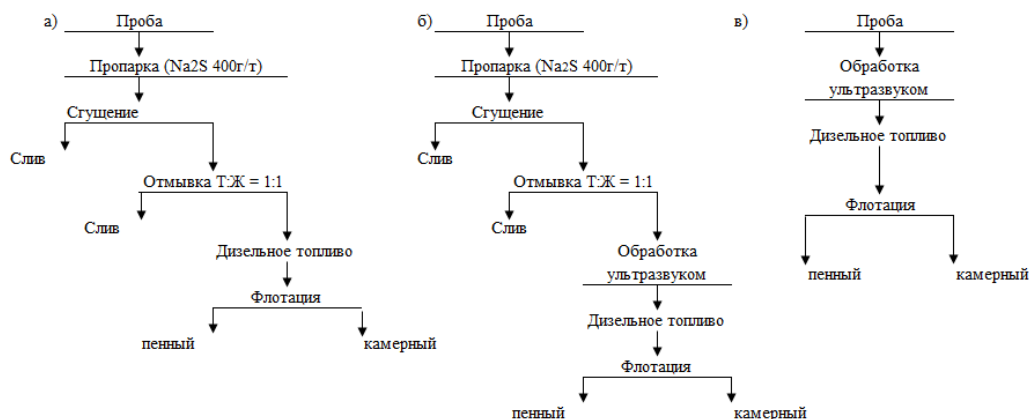 а)
Проба
Пропарка (Na2S 400г/т)
Сгущение
Слив
Отмывка Т:Ж = 1:1
Слив
Дизельное топливо
Флотация
пенный
камерный
б)
Проба
Пропарка (Na2S 400г/т)
Сгущение
Слив
Отмывка Т:Ж = 1:1
Слив
Обработка
ультразвуком
Дизельное топливо
Флотация
пенный
камерный
в)
Проба
Обработка
ультразвуком
Дизельное топливо
Флотация
пенный
камерный